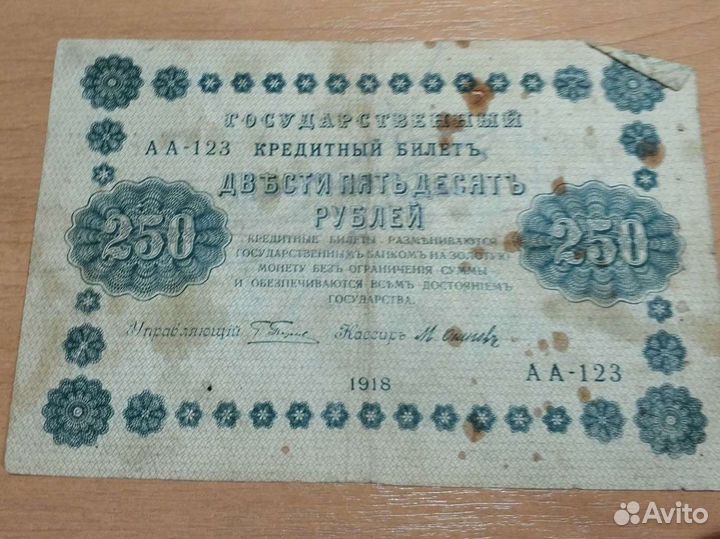 ГОСУДАРСТВЕННЫЙ
АА-123 КРЕДИТНЫЙ БИЛЕТЪ
ДВѢСТИ ПЯТЬДЕСЯТЪ
РУБЛЕЙ
250
250
КРЕДИТНЫЕ БИЛЕТЫ РАЗМѢНИВАЮТСЯ
ГОСУДАРСТВЕННЫМЪ БАНКОМЪ НА ЗОЛОТУЮ
МОНЕТУ БЕЗЪ ОГРАНИЧЕНІЯ СУММЫ
И ОБЕЗПЕЧИВАЮТСЯ ВСѢМЪ ДОСТОЯНІЕМЪ
ГОСУДАРСТВА.
Управляющій Кассиръ
АА-123
1918
Avito